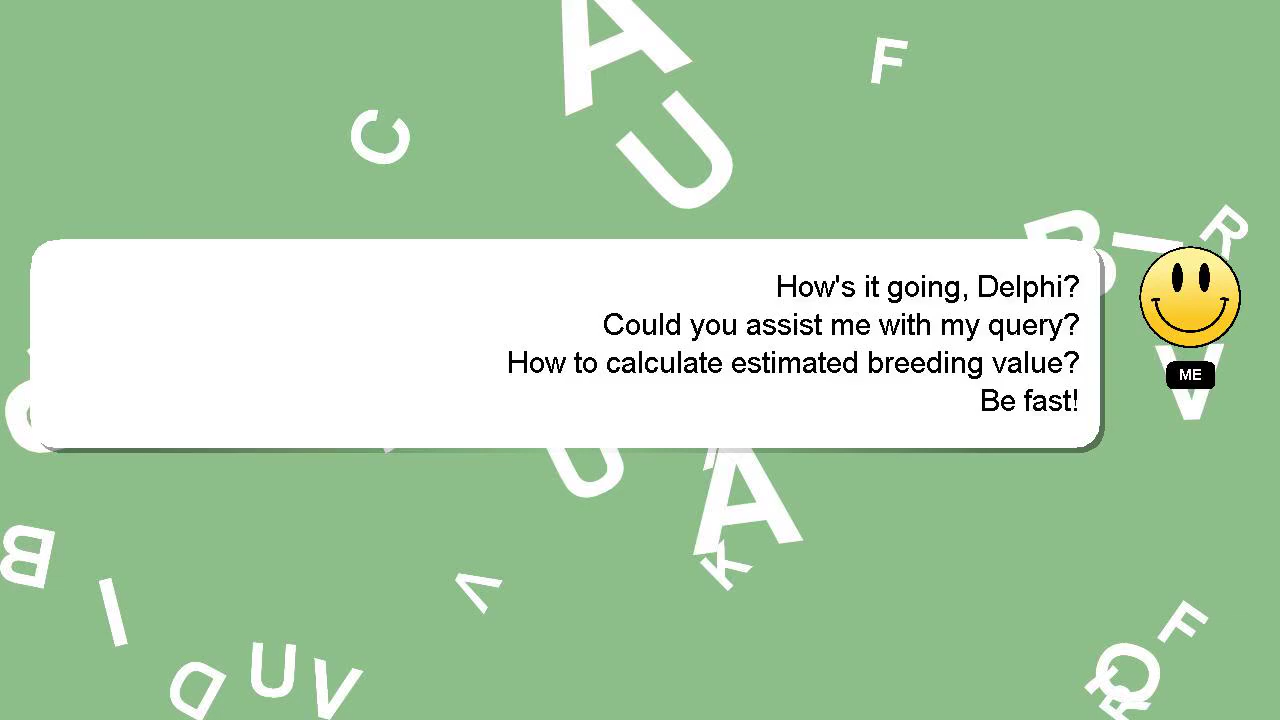 How's it going, Delphi?
Could you assist me with my query?
How to calculate estimated breeding value?
Be fast!
ME
A
F
C
U
R
I
V
U
A
K
B
I
V
D
U
V
F
Q